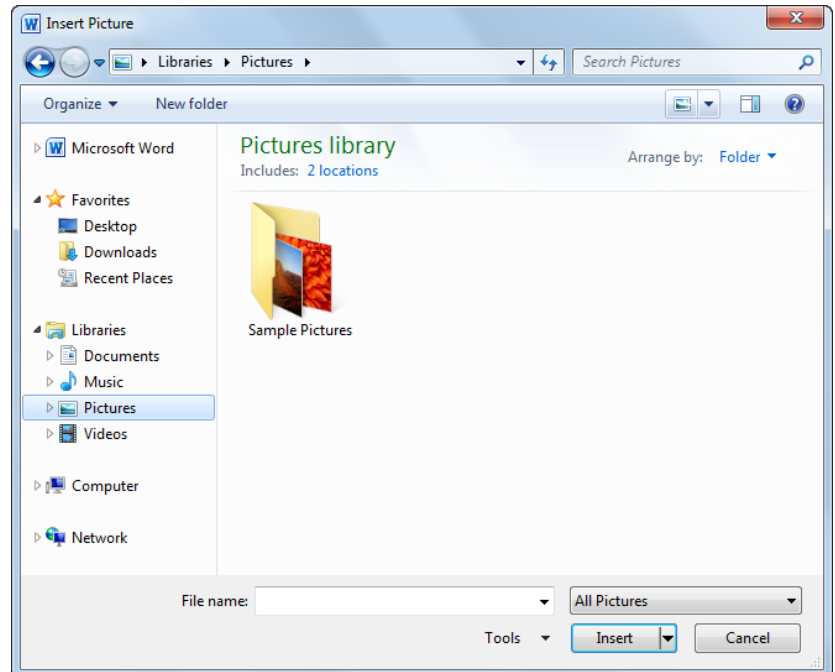 Insert Picture
Libraries Pictures
Search Pictures
Organize New folder
Microsoft Word
Pictures library
Includes: 2 locations
Arrange by: Folder
Favorites
Desktop
Downloads
Recent Places
Sample Pictures
Libraries
Documents
Music
Pictures
Videos
Computer
Network
File name:
All Pictures
Tools Insert Cancel